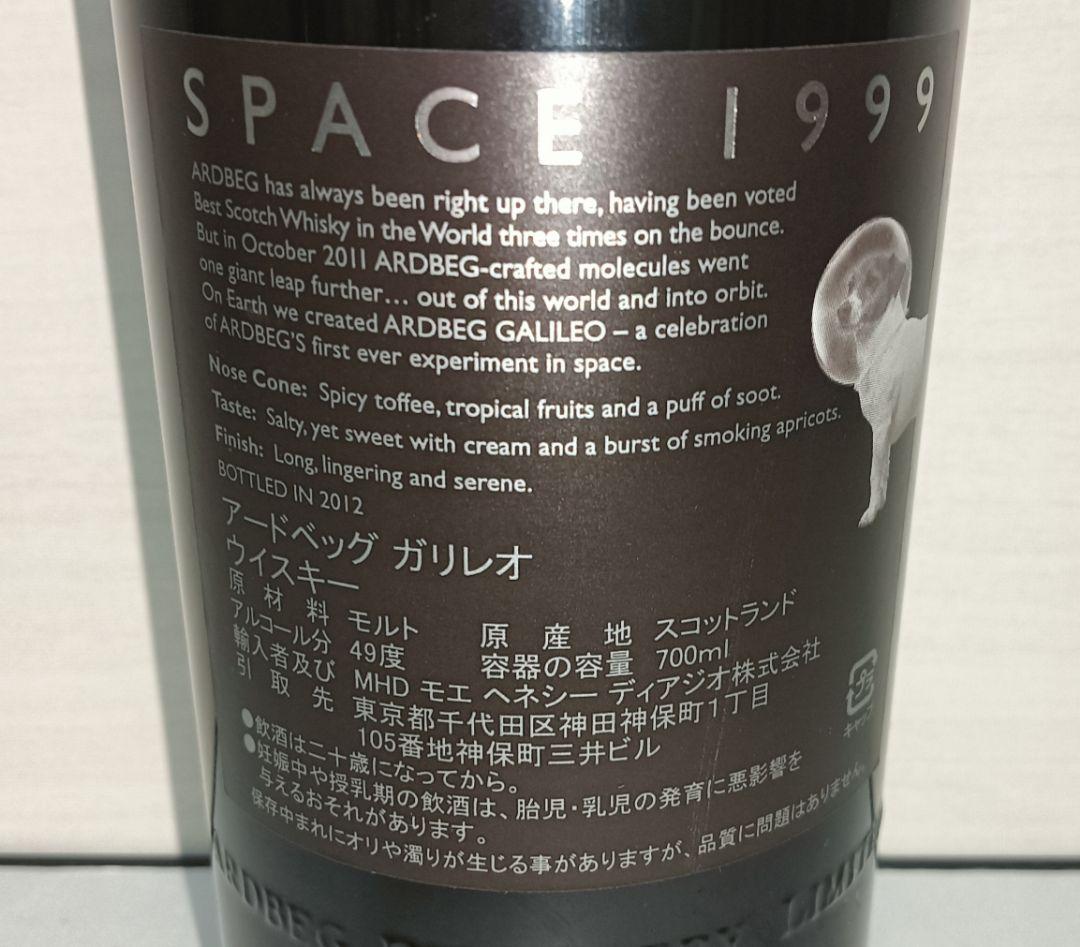 SPACE 1999
ARDBEG has always been right up there, having been voted
Best Scotch Whisky in the World three times on the bounce.
But in October 2011 ARDBEG-crafted molecules went
one giant leap further... out of this world and into orbit.
On Earth we created ARDBEG GALILEO – a celebration
of ARDBEG'S first ever experiment in space.
Nose Cone: Spicy toffee, tropical fruits and a puff of soot.
Taste: Salty, yet sweet with cream and a burst of smoking apricots.
Finish: Long, lingering and serene.
BOTTLED IN 2012
アードベッグ ガリレオ
ウイスキー
原材料 モルト 原産地 スコットランド
アルコール分 49度 容器の容量 700ml
輸入者及び MHD モエ ヘネシー ディアジオ株式会社
引取先 東京都千代田区神田神保町1丁目
105番地神保町三井ビル
●飲酒は二十歳になってから。
●妊娠中や授乳期の飲酒は、胎児・乳児の発育に悪影響を
与えるおそれがあります。
保存中まれにオリや濁りが生じる事がありますが、品質に問題はありません。
キャップ
ARDBEG DISTILLERY LIMITED